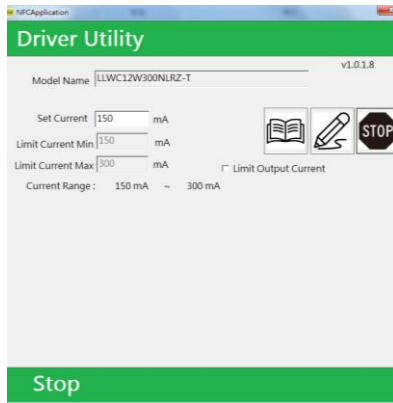 NFCApplication
Driver Utility
v1.0.1.8
Model Name LLWC12W300NLRZ-T
Set Current 150 mA
Limit Current Min 150 mA
Limit Current Max 300 mA
STOP
Limit Output Current
Current Range : 150 mA ~ 300 mA
Stop